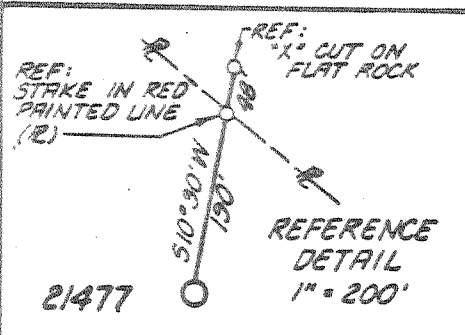 REF:
"X" CUT ON
FLAT ROCK
REF:
STAKE IN RED
PAINTED LINE
(R)
R
48
R
S10°30'W
190'
REFERENCE
DETAIL
1" = 200'
21477